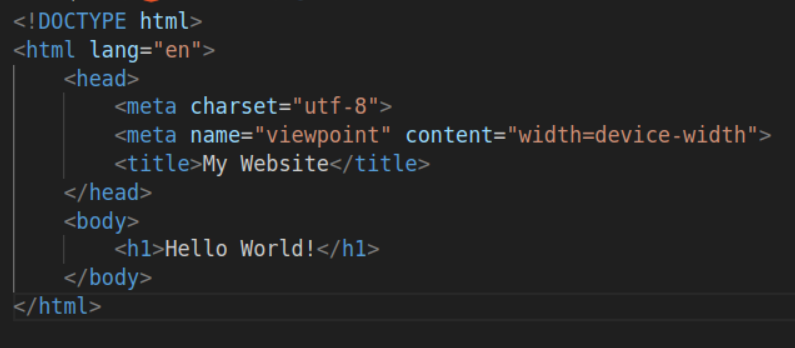 <!DOCTYPE html>
<html lang="en">
    <head>
        <meta charset="utf-8">
        <meta name="viewpoint" content="width=device-width">
        <title>My Website</title>
    </head>
    <body>
        <h1>Hello World!</h1>
    </body>
</html>